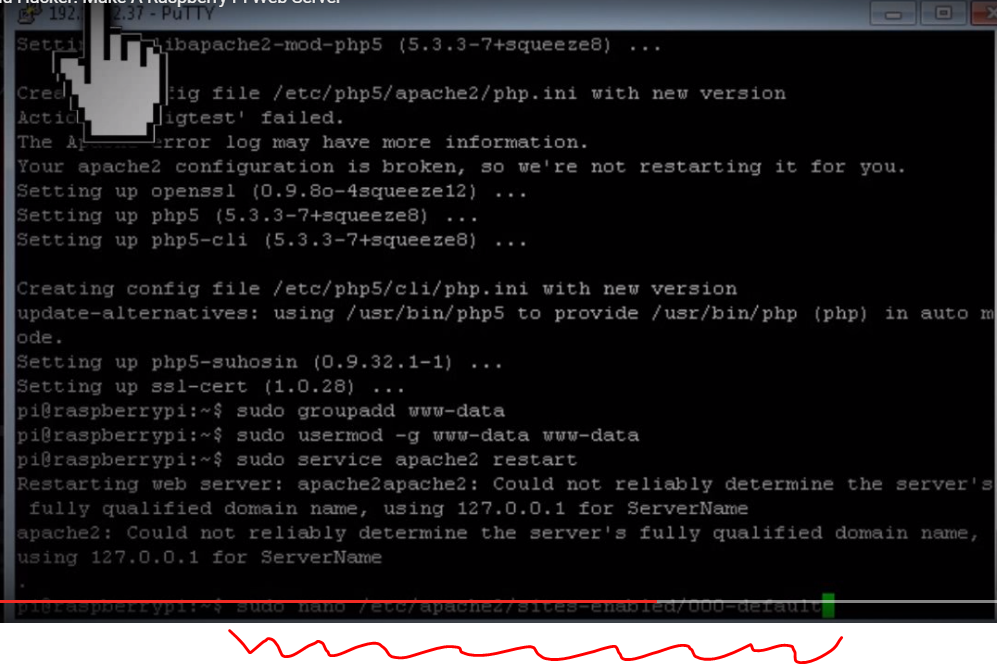 Hacker: Make A Raspberry Pi Web Server
192. 2.37 - PuTTY
Setti libapache2-mod-php5 (5.3.3-7+squeeze8) ...
Crea fig file /etc/php5/apache2/php.ini with new version
Actio igtest' failed.
The Ap error log may have more information.
Your apache2 configuration is broken, so we're not restarting it for you.
Setting up openssl (0.9.8o-4squeeze12) ...
Setting up php5 (5.3.3-7+squeeze8) ...
Setting up php5-cli (5.3.3-7+squeeze8) ...
Creating config file /etc/php5/cli/php.ini with new version
update-alternatives: using /usr/bin/php5 to provide /usr/bin/php (php) in auto m
ode.
Setting up php5-suhosin (0.9.32.1-1) ...
Setting up ssl-cert (1.0.28) ...
pi@raspberrypi:~$ sudo groupadd www-data
pi@raspberrypi:~$ sudo usermod -g www-data www-data
pi@raspberrypi:~$ sudo service apache2 restart
Restarting web server: apache2apache2: Could not reliably determine the server's
fully qualified domain name, using 127.0.0.1 for ServerName
apache2: Could not reliably determine the server's fully qualified domain name,
using 127.0.0.1 for ServerName
.
pi@raspberrypi:~$ sudo nano /etc/apache2/sites-enabled/000-default